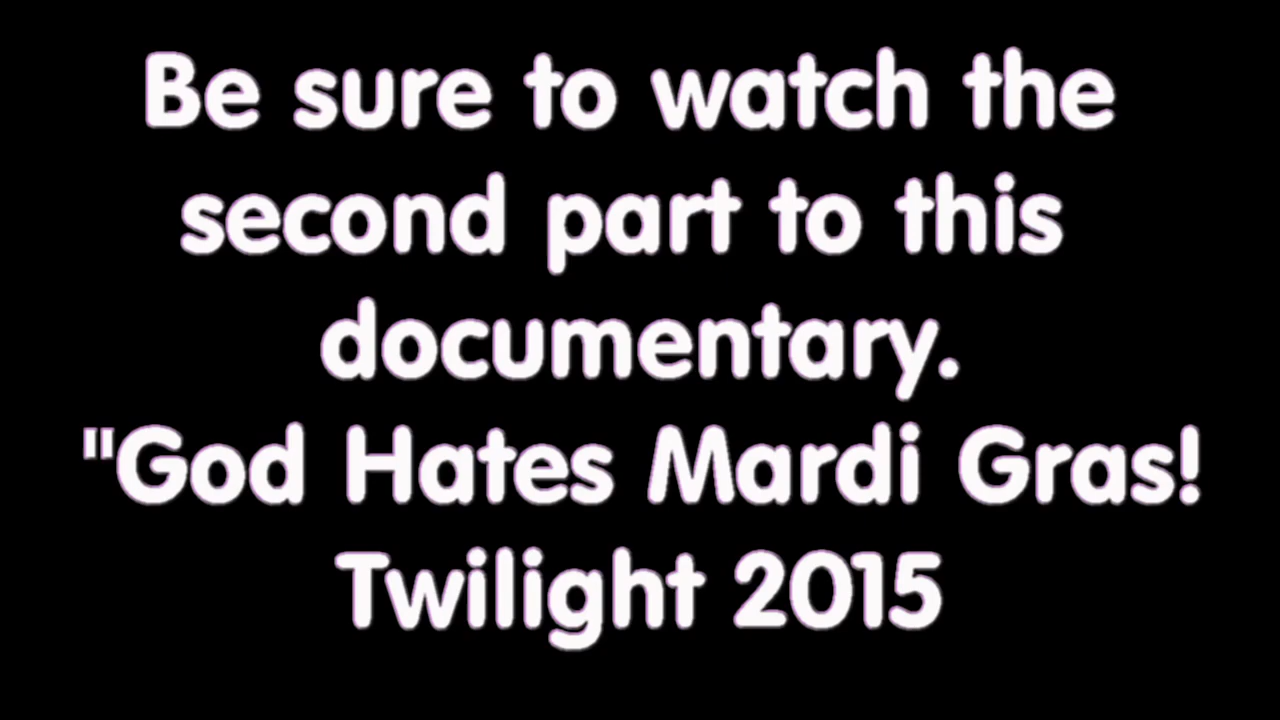 Be sure to watch the
second part to this
documentary.
"God Hates Mardi Gras!
Twilight 2015